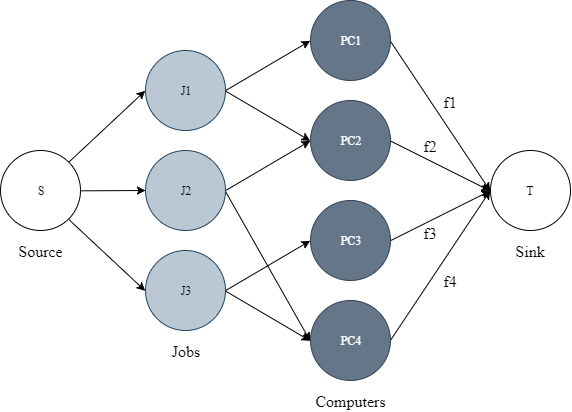 PC1
J1
f1
PC2
f2
S
J2
T
PC3
f3
Source
Sink
J3
f4
PC4
Jobs
Computers